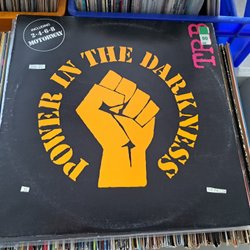 INCLUDING
2-4-6-8
MOTORWAY
POWER IN THE DARKNESS
TRB